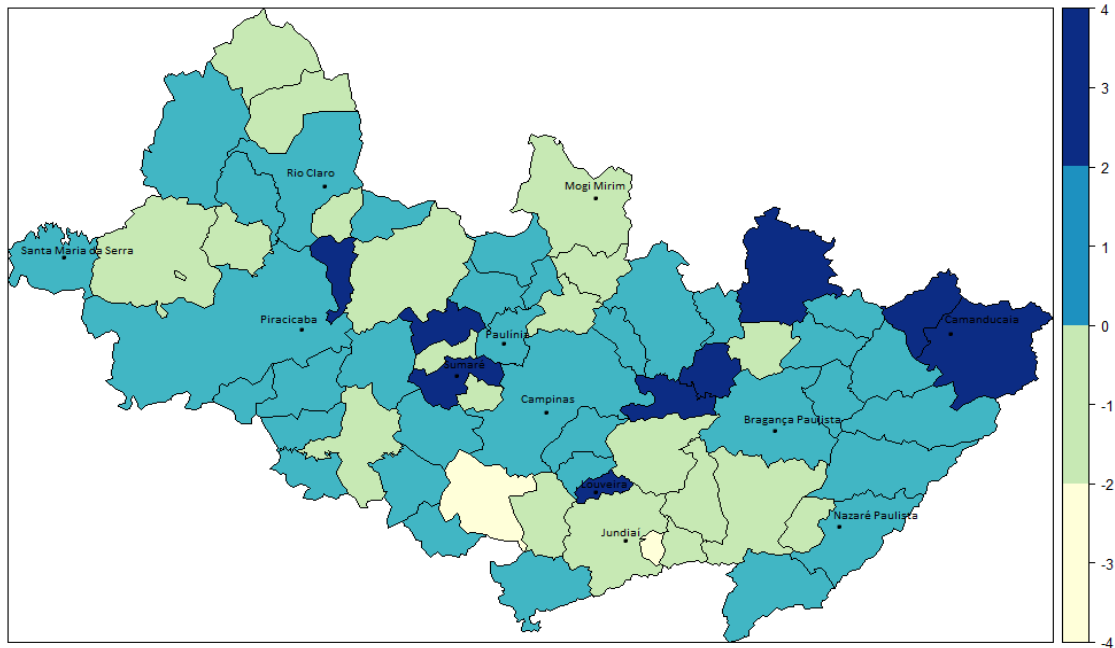 Rio Claro
Mogi Mirim
Santa Maria da Serra
Piracicaba
Paulínia
Camanducaia
Sumaré
Campinas
Bragança Paulista
Louveira
Nazaré Paulista
Jundiaí
4
3
2
1
0
-1
-2
-3
-4